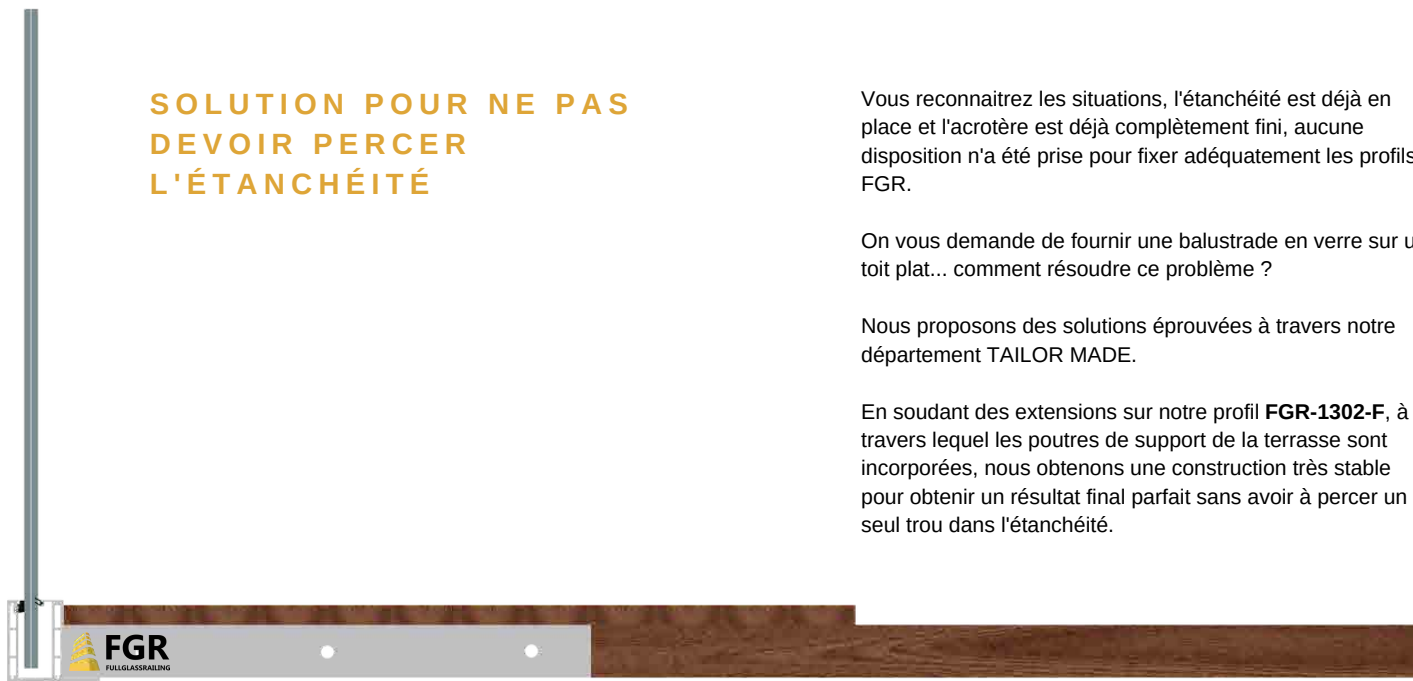 SOLUTION POUR NE PAS
DEVOIR PERCER
L'ÉTANCHÉITÉ
Vous reconnaitrez les situations, l'étanchéité est déjà en
place et l'acrotère est déjà complètement fini, aucune
disposition n'a été prise pour fixer adéquatement les profils
FGR.
On vous demande de fournir une balustrade en verre sur u
toit plat... comment résoudre ce problème ?
Nous proposons des solutions éprouvées à travers notre
département TAILOR MADE.
En soudant des extensions sur notre profil FGR-1302-F, à
travers lequel les poutres de support de la terrasse sont
incorporées, nous obtenons une construction très stable
pour obtenir un résultat final parfait sans avoir à percer un
seul trou dans l'étanchéité.
FGR
FULLGLASSRAILING